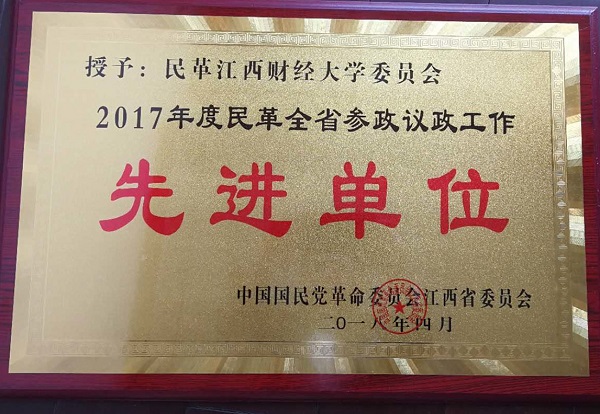 授予：民革江西财经大学委员会
2017年度民革全省参政议政工作
先进单位
中国国民党革命委员会江西省委员会
二〇一八年四月